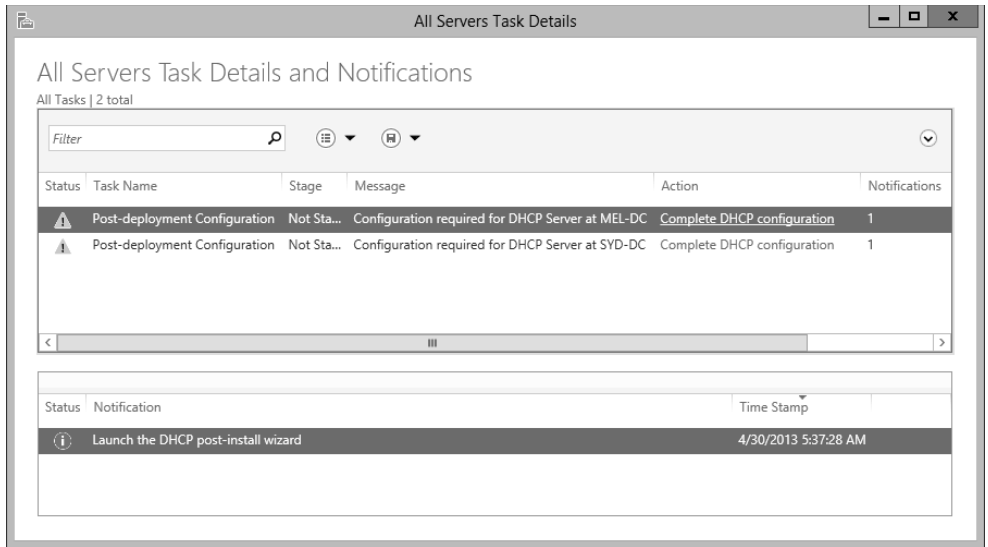 All Servers Task Details
All Servers Task Details and Notifications
All Tasks | 2 total
Filter
Status Task Name Stage Message Action Notifications
Post-deployment Configuration Not Sta... Configuration required for DHCP Server at MEL-DC Complete DHCP configuration 1
Post-deployment Configuration Not Sta... Configuration required for DHCP Server at SYD-DC Complete DHCP configuration 1
Status Notification Time Stamp
Launch the DHCP post-install wizard 4/30/2013 5:37:28 AM